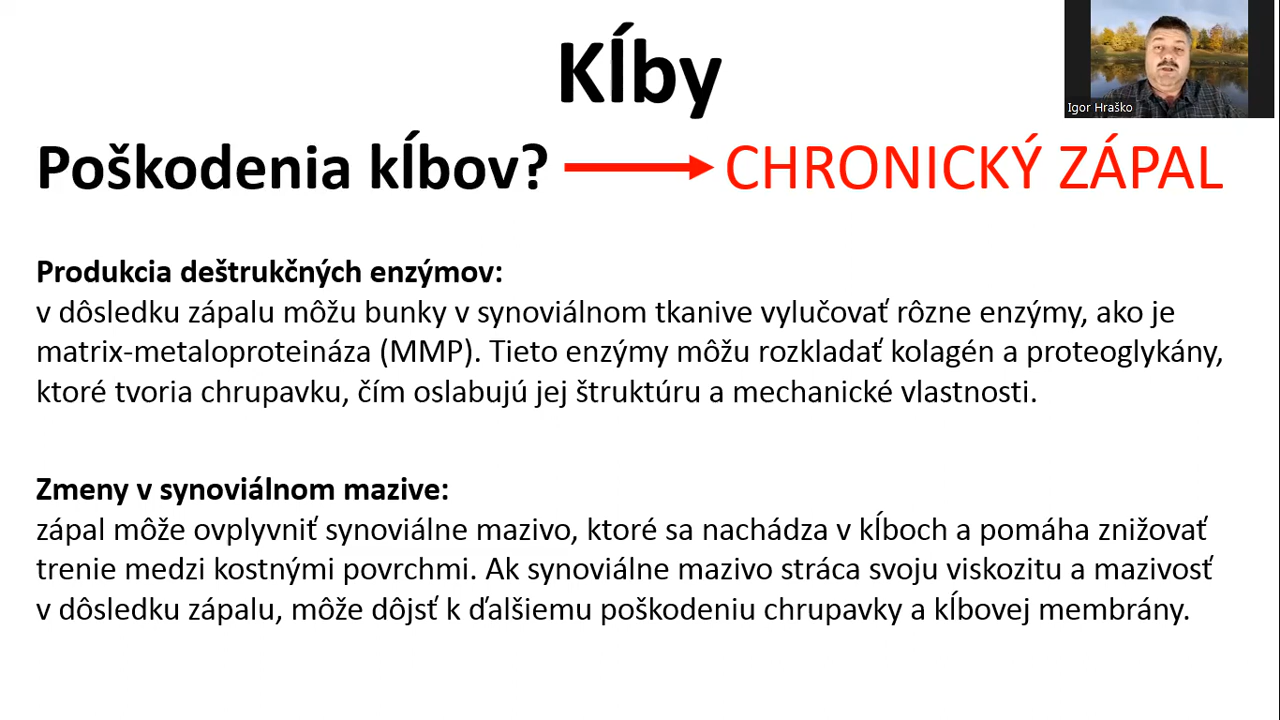 Kĺby
Igor Hraško
Poškodenia kĺbov? CHRONICKÝ ZÁPAL
Produkcia deštrukčných enzýmov:
v dôsledku zápalu môžu bunky v synoviálnom tkanive vylučovať rôzne enzýmy, ako je
matrix-metaloproteináza (MMP). Tieto enzýmy môžu rozkladať kolagén a proteoglykány,
ktoré tvoria chrupavku, čím oslabujú jej štruktúru a mechanické vlastnosti.
Zmeny v synoviálnom mazive:
zápal môže ovplyvniť synoviálne mazivo, ktoré sa nachádza v kĺboch a pomáha znižovať
trenie medzi kostnými povrchmi. Ak synoviálne mazivo stráca svoju viskozitu a mazivosť
v dôsledku zápalu, môže dôjsť k ďalšiemu poškodeniu chrupavky a kĺbovej membrány.